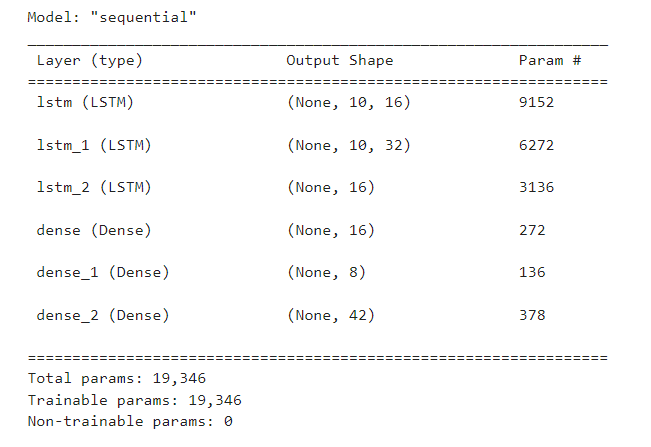 Model: "sequential"
Layer (type) Output Shape Param #
lstm (LSTM) (None, 10, 16) 9152
lstm_1 (LSTM) (None, 10, 32) 6272
lstm_2 (LSTM) (None, 16) 3136
dense (Dense) (None, 16) 272
dense_1 (Dense) (None, 8) 136
dense_2 (Dense) (None, 42) 378
Total params: 19,346
Trainable params: 19,346
Non-trainable params: 0